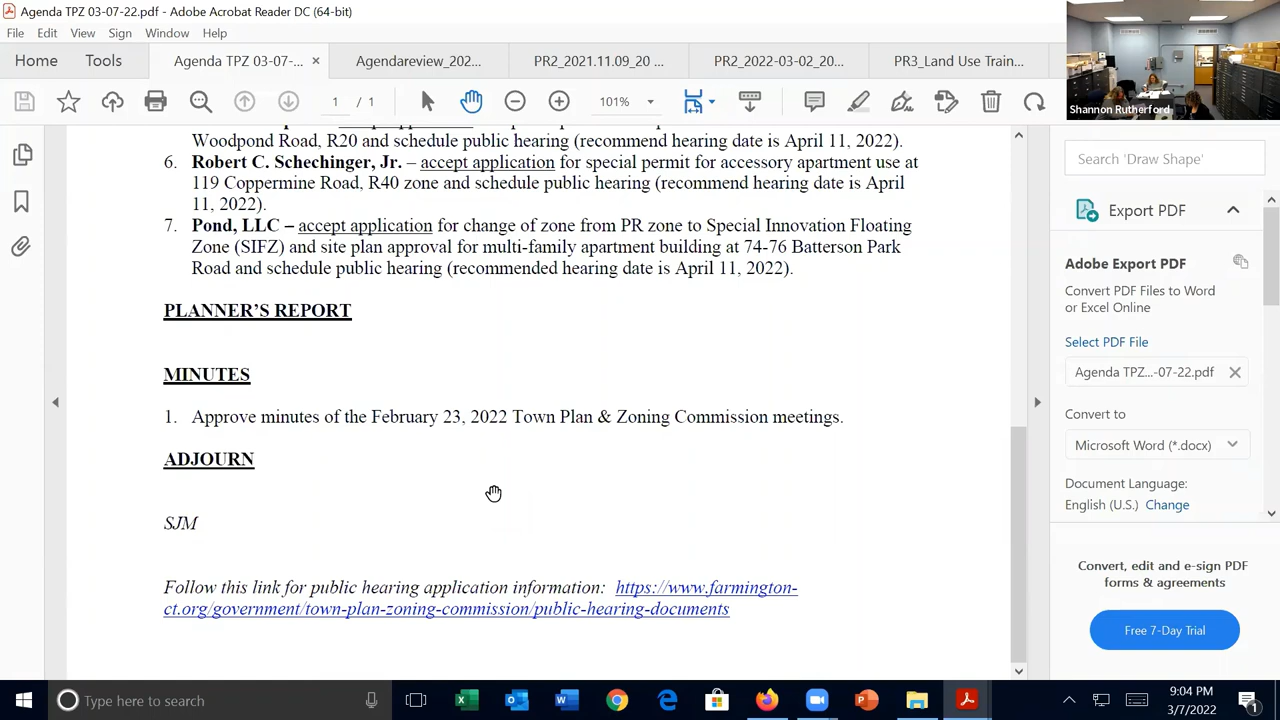 Agenda TPZ 03-07-22.pdf - Adobe Acrobat Reader DC (64-bit)
File Edit View Sign Window Help
Home Tools Agenda TPZ 03-07-... × Agendareview_202... PR2_2021.11.09_20 ... PR2_2022-03-02_20... PR3_Land Use Train...
1 / 1 101%
Shannon Rutherford
Woodpond Road, R20 and schedule public hearing (recommend hearing date is April 11, 2022).
6. Robert C. Schechinger, Jr. – accept application for special permit for accessory apartment use at
119 Coppermine Road, R40 zone and schedule public hearing (recommend hearing date is April
11, 2022).
7. Pond, LLC – accept application for change of zone from PR zone to Special Innovation Floating
Zone (SIFZ) and site plan approval for multi-family apartment building at 74-76 Batterson Park
Road and schedule public hearing (recommended hearing date is April 11, 2022).
PLANNER'S REPORT
MINUTES
1. Approve minutes of the February 23, 2022 Town Plan & Zoning Commission meetings.
ADJOURN
SJM
Follow this link for public hearing application information: https://www.farmington-
ct.org/government/town-plan-zoning-commission/public-hearing-documents
Search 'Draw Shape'
Export PDF
Adobe Export PDF
Convert PDF Files to Word
or Excel Online
Select PDF File
Agenda TPZ...-07-22.pdf
Convert to
Microsoft Word (*.docx)
Document Language:
English (U.S.) Change
Convert, edit and e-sign PDF
forms & agreements
Free 7-Day Trial
Type here to search
9:04 PM
3/7/2022
1